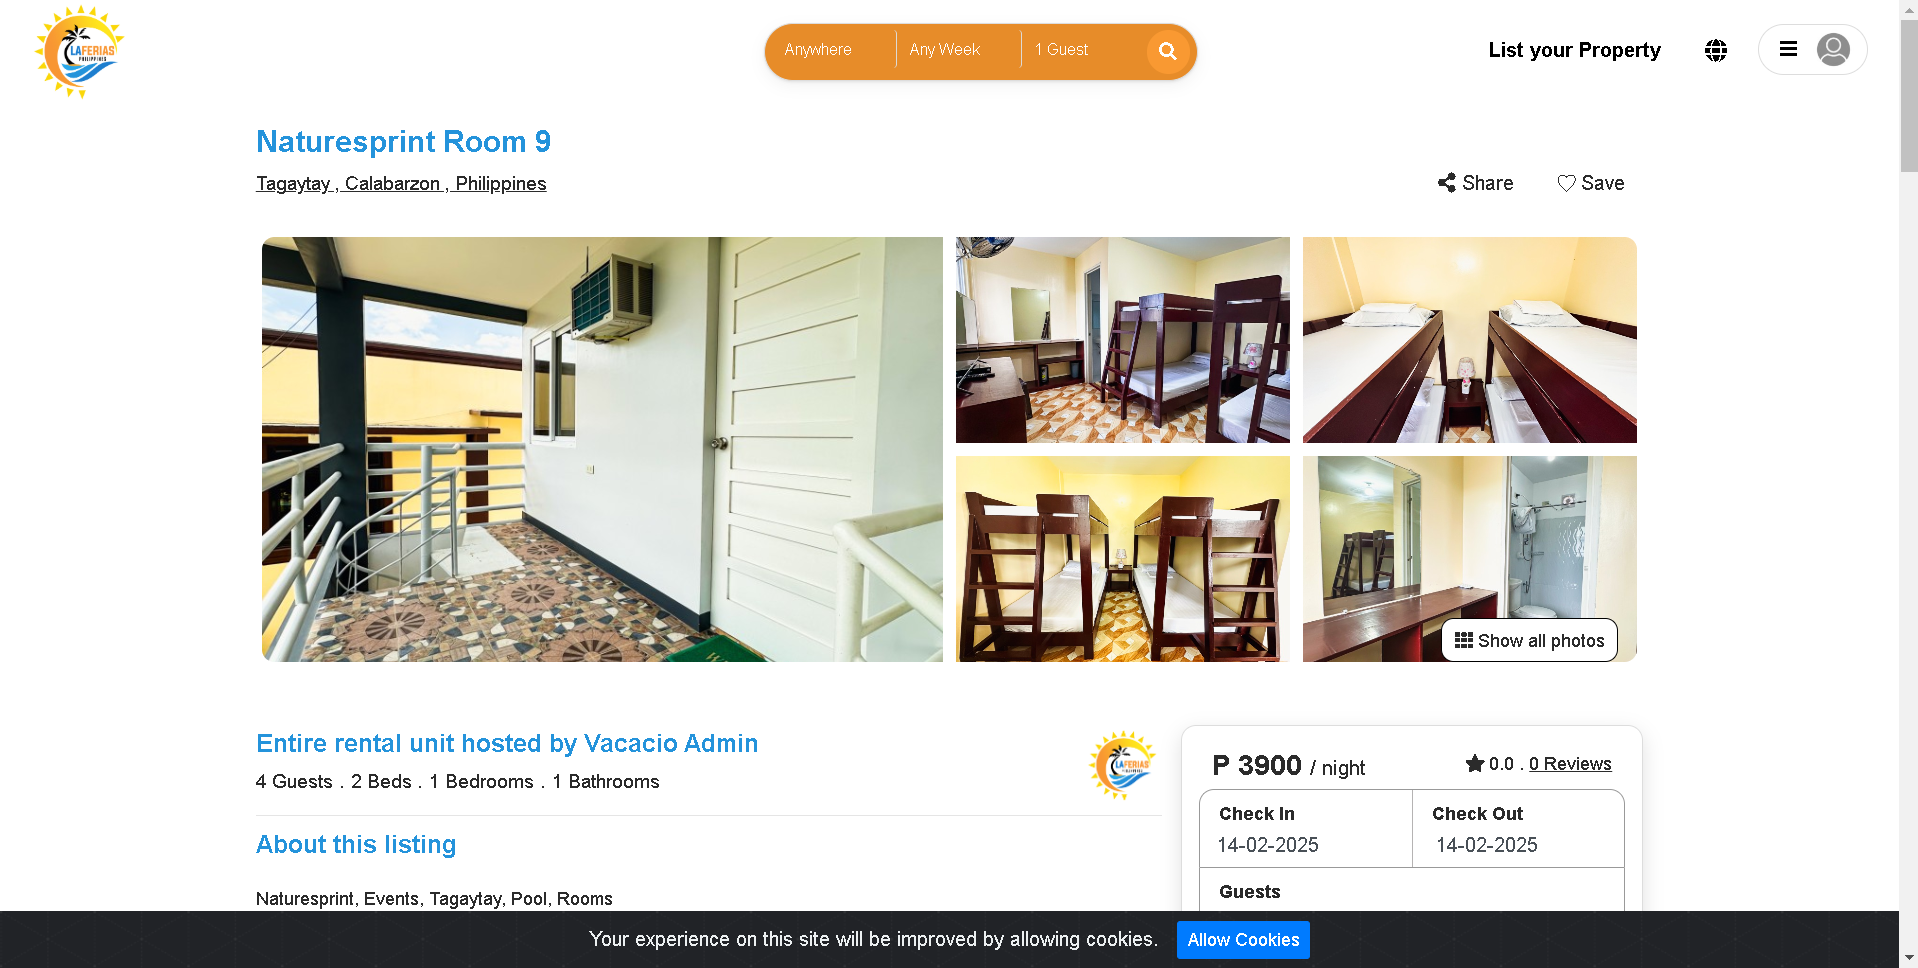 LAFERIAS
PHILIPPINES
Anywhere
Any Week
1 Guest
List your Property
Naturesprint Room 9
Tagaytay , Calabarzon , Philippines
Share
Save
Show all photos
Entire rental unit hosted by Vacacio Admin
4 Guests . 2 Beds . 1 Bedrooms . 1 Bathrooms
LAFERIAS
P 3900 / night
0.0 . 0 Reviews
Check In
Check Out
14-02-2025
14-02-2025
Guests
About this listing
Naturesprint, Events, Tagaytay, Pool, Rooms
Your experience on this site will be improved by allowing cookies.
Allow Cookies